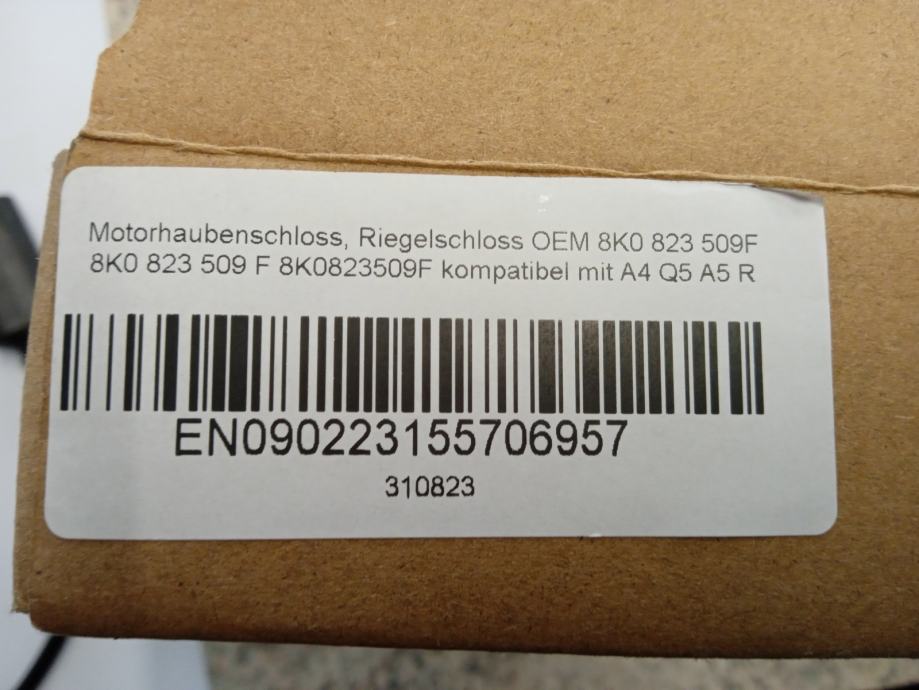 Motorhaubenschloss, Riegelschloss OEM 8K0 823 509F
8K0 823 509 F 8K0823509F kompatibel mit A4 Q5 A5 R
EN090223155706957
310823